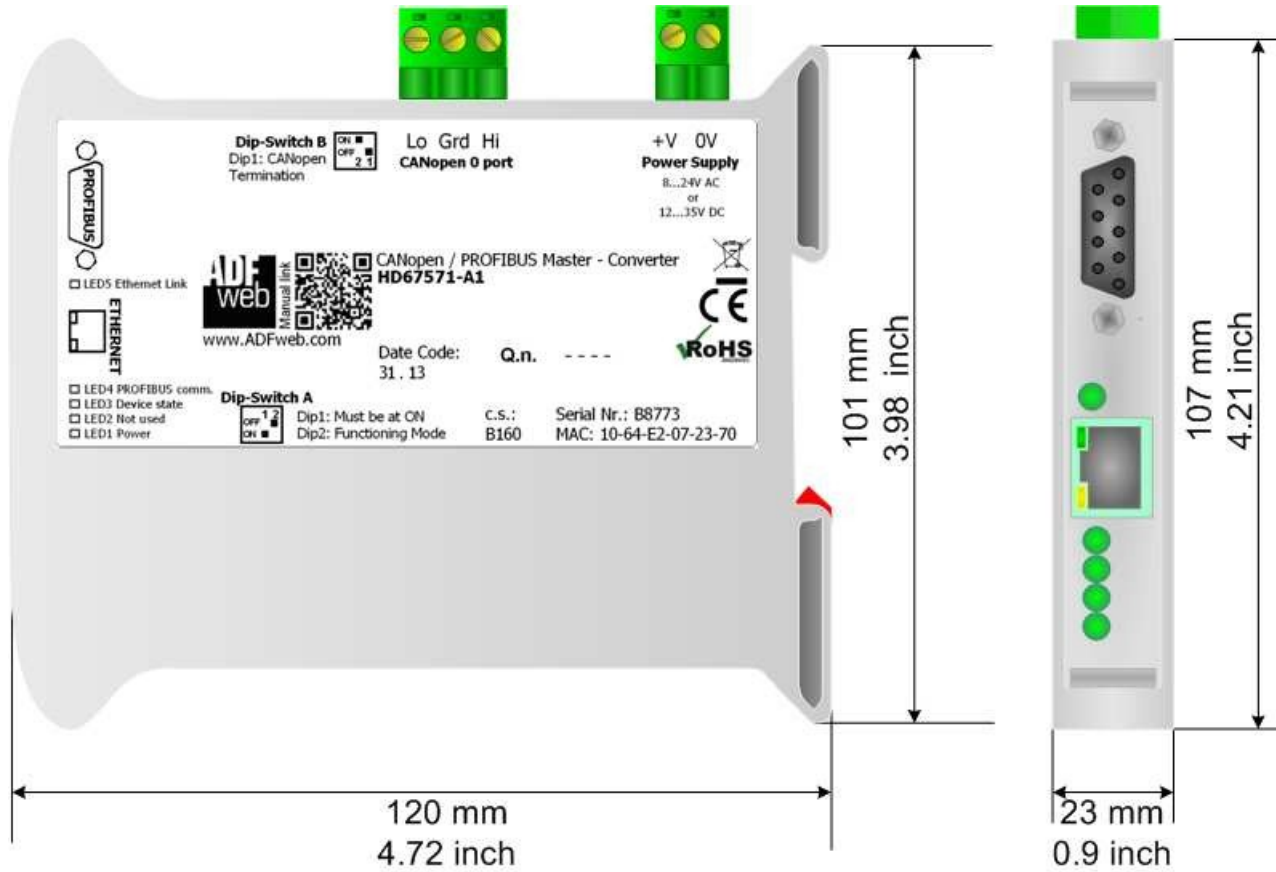 Dip-Switch B
Dip1: CANopen
Termination
ON
OFF
2 1
Lo Grd Hi
CANopen 0 port
+V 0V
Power Supply
8...24V AC
or
12...35V DC
PROFIBUS
LED5 Ethernet Link
ETHERNET
ADF
web
Manual link
www.ADFweb.com
CANopen / PROFIBUS Master - Converter
HD67571-A1
CE
RoHS
Date Code:
31 . 13
Q.n. - - - -
LED4 PROFIBUS comm.
LED3 Device state
LED2 Not used
LED1 Power
Dip-Switch A
1 2
OFF
ON
Dip1: Must be at ON
Dip2: Functioning Mode
c.s.:
B160
Serial Nr.: B8773
MAC: 10-64-E2-07-23-70
101 mm
3.98 inch
107 mm
4.21 inch
120 mm
4.72 inch
23 mm
0.9 inch